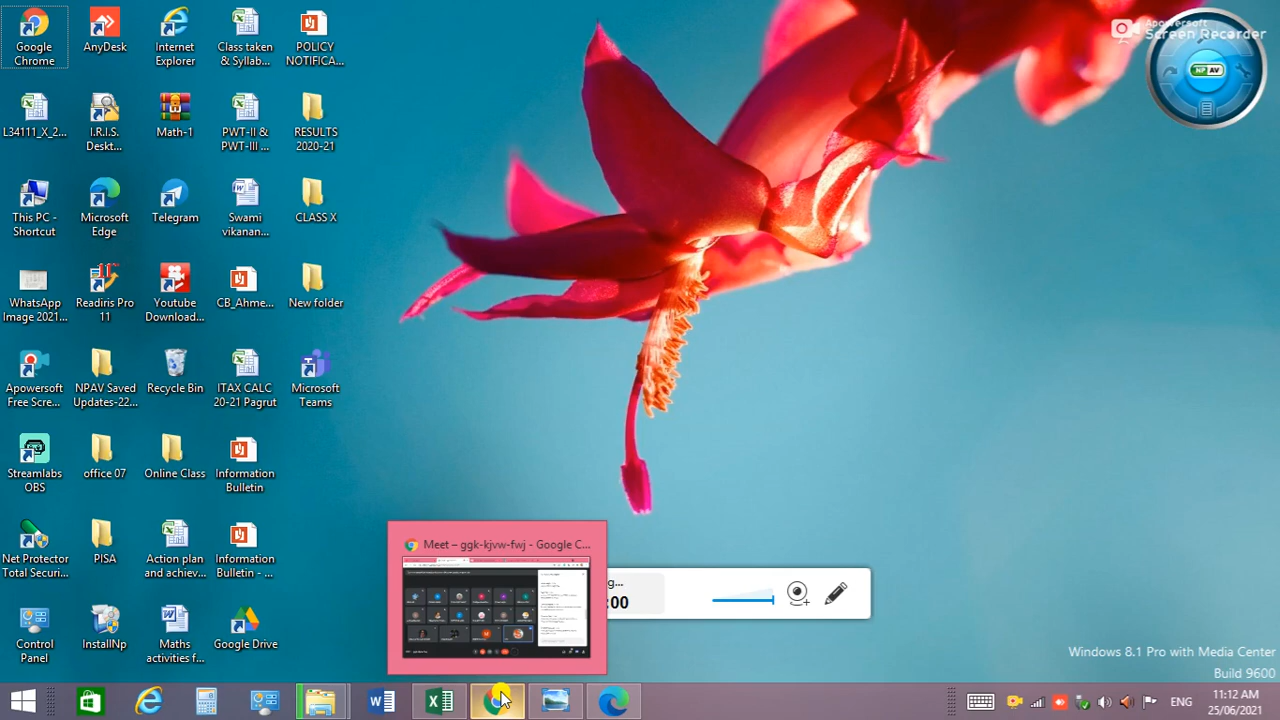 Google
Chrome
AnyDesk
Internet
Explorer
Class taken
& Syllab...
POLICY
NOTIFICA...
L34111_X_2...
I.R.I.S.
Deskt...
Math-1
PWT-II &
PWT-III ...
RESULTS
2020-21
This PC -
Shortcut
Microsoft
Edge
Telegram
Swami
vikanan...
CLASS X
WhatsApp
Image 2021...
Readiris Pro
11
Youtube
Download...
CB_Ahme...
New folder
Apowersoft
Free Scre...
NPAV Saved
Updates-22...
Recycle Bin
ITAX CALC
20-21 Pagrut
Microsoft
Teams
Streamlabs
OBS
office 07
Online Class
Information
Bulletin
Net Protector
Total Securi...
PISA
Action plan
and achiev...
Information
Bulletin - ...
Control
Panel
InstallNp
Maths
activities f...
Google Drive
Apowersoft
Screen Recorder
NP AV
Meet – ggk-kjvw-fwj - Google C...
g...
:00
Windows 8.1 Pro with Media Center
Build 9600
ENG
11:12 AM
25/06/2021